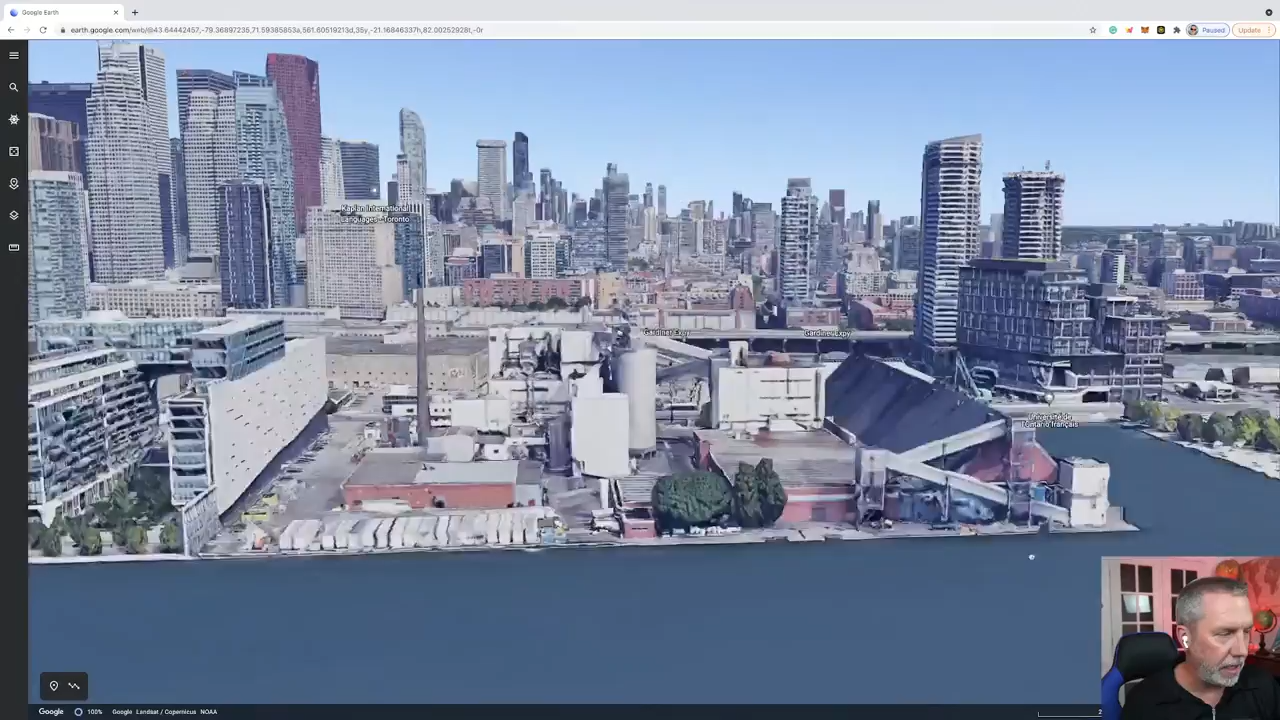 Google Earth
earth.google.com/web/@43.64442457,-79.36897235,71.59385853a,561.60519213d,35y,-21.16846337h,82.00252928t,-0r
Paused
Update
Kaplan International
Languages - Toronto
Gardiner Expy
Gardiner Expy
Université de
l'Ontario français
Google
100%
Google
Landsat / Copernicus
NOAA